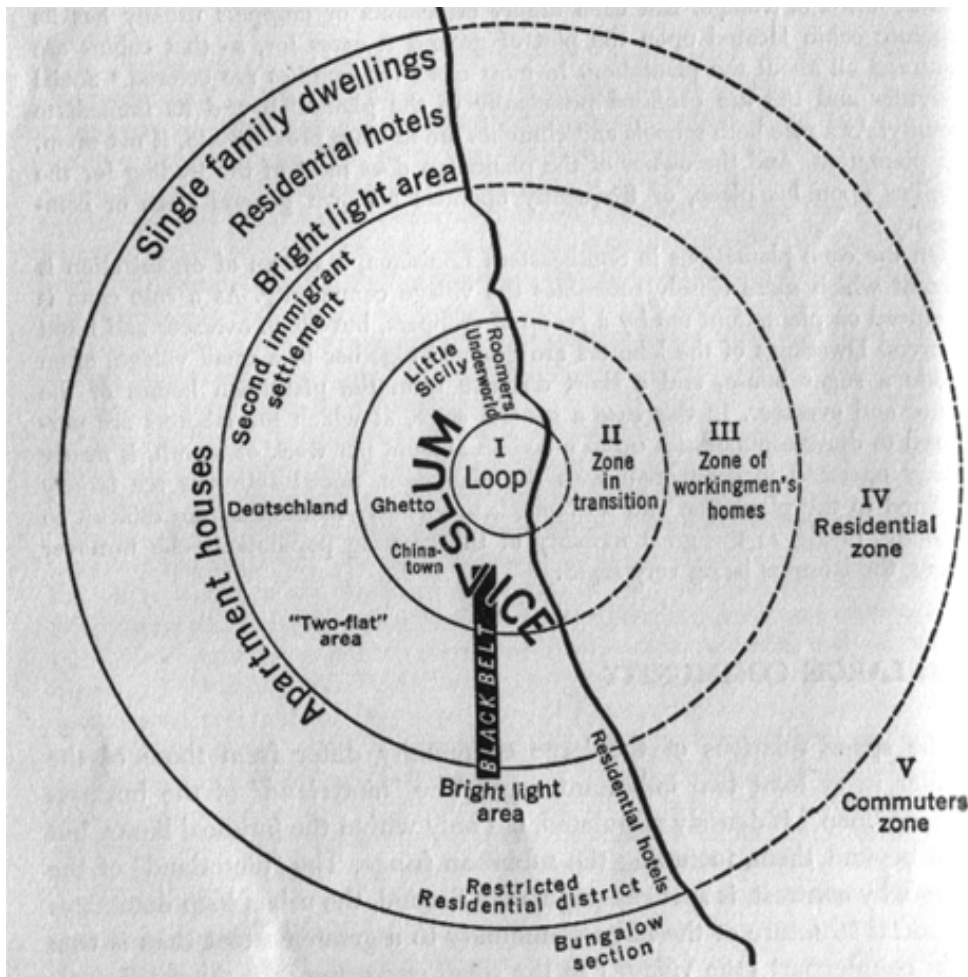 Single family dwellings
Residential hotels
Bright light area
Second immigrant
settlement
Little
Sicily
Underworld
Roomers
I
Loop
II
Zone
in
transition
III
Zone of
workingmen's
homes
IV
Residential
zone
V
Commuters
zone
Apartment houses
Deutschland
Ghetto
SLUM
China-
town
VICE
"Two-flat"
area
BLACK BELT
Bright light
area
Residential hotels
Restricted
Residential district
Bungalow
section